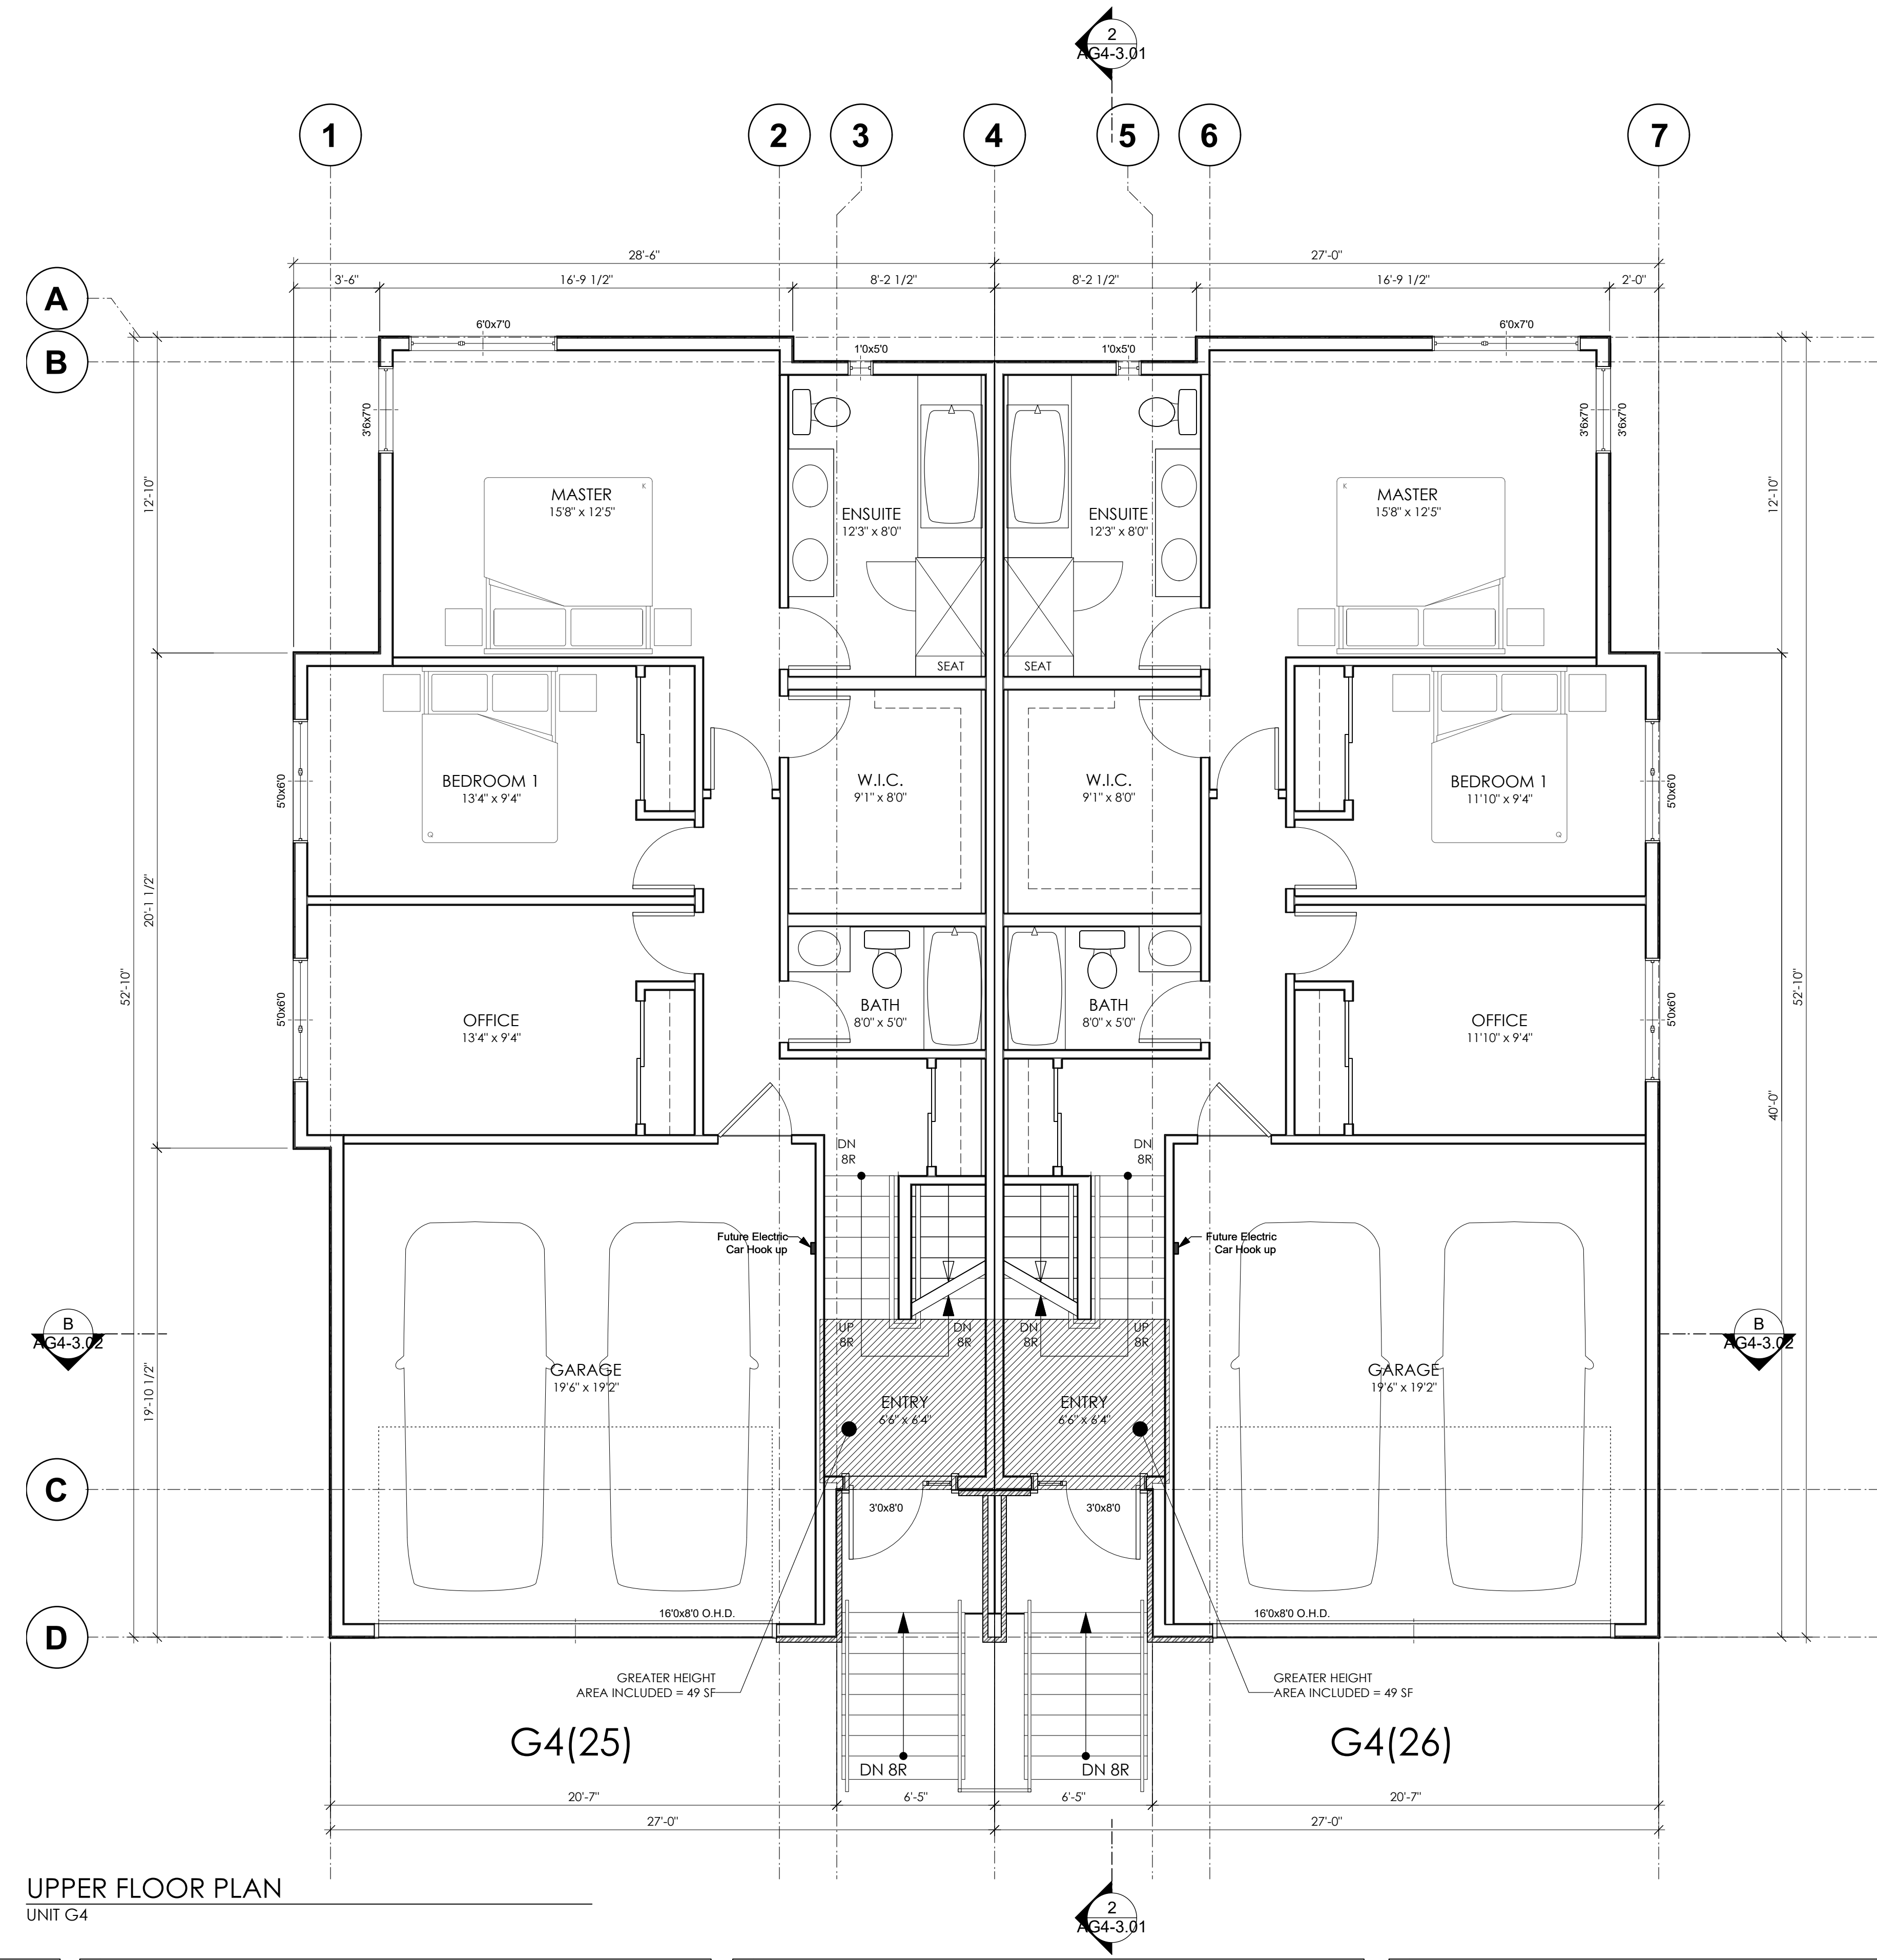 2
AG4-3.01
1
2
3
4
5
6
7
28'-6"
27'-0"
A
3'-6"
16'-9 1/2"
8'-2 1/2"
8'-2 1/2"
16'-9 1/2"
2'-0"
B
6'0x7'0
6'0x7'0
1'0x5'0
1'0x5'0
3'6x7'0
3'6x7'0
3'6x7'0
12'-10"
12'-10"
K
MASTER
15'8" x 12'5"
ENSUITE
12'3" x 8'0"
ENSUITE
12'3" x 8'0"
K
MASTER
15'8" x 12'5"
SEAT
SEAT
5'0x6'0
BEDROOM 1
13'4" x 9'4"
Q
W.I.C.
9'1" x 8'0"
W.I.C.
9'1" x 8'0"
BEDROOM 1
11'10" x 9'4"
Q
5'0x6'0
20'-1 1/2"
52'-10"
52'-10"
5'0x6'0
OFFICE
13'4" x 9'4"
BATH
8'0" x 5'0"
BATH
8'0" x 5'0"
OFFICE
11'10" x 9'4"
5'0x6'0
40'-0"
DN
8R
DN
8R
Future Electric
Car Hook up
Future Electric
Car Hook up
B
AG4-3.02
UP
8R
DN
8R
DN
8R
UP
8R
B
AG4-3.02
19'-10 1/2"
GARAGE
19'6" x 19'2"
ENTRY
6'6" x 6'4"
ENTRY
6'6" x 6'4"
GARAGE
19'6" x 19'2"
C
3'0x8'0
3'0x8'0
D
16'0x8'0 O.H.D.
16'0x8'0 O.H.D.
GREATER HEIGHT
AREA INCLUDED = 49 SF
GREATER HEIGHT
AREA INCLUDED = 49 SF
G4(25)
G4(26)
DN 8R
DN 8R
20'-7"
6'-5"
6'-5"
20'-7"
27'-0"
27'-0"
UPPER FLOOR PLAN
UNIT G4
2
AG4-3.01